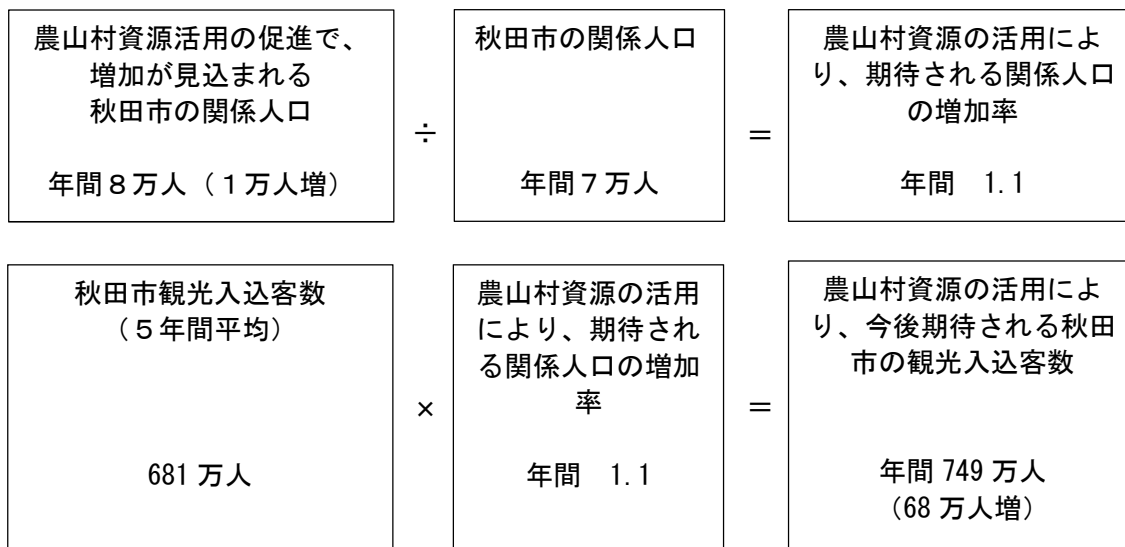 農山村資源活用の促進で、
増加が見込まれる
秋田市の関係人口
年間８万人（１万人増）
÷
秋田市の関係人口
年間７万人
＝
農山村資源の活用によ
り、期待される関係人口
の増加率
年間　1.1
秋田市観光入込客数
（５年間平均）
681 万人
×
農山村資源の活用
により、期待され
る関係人口の増加
率
年間　1.1
＝
農山村資源の活用によ
り、今後期待される秋田
市の観光入込客数
年間 749 万人
（68 万人増）